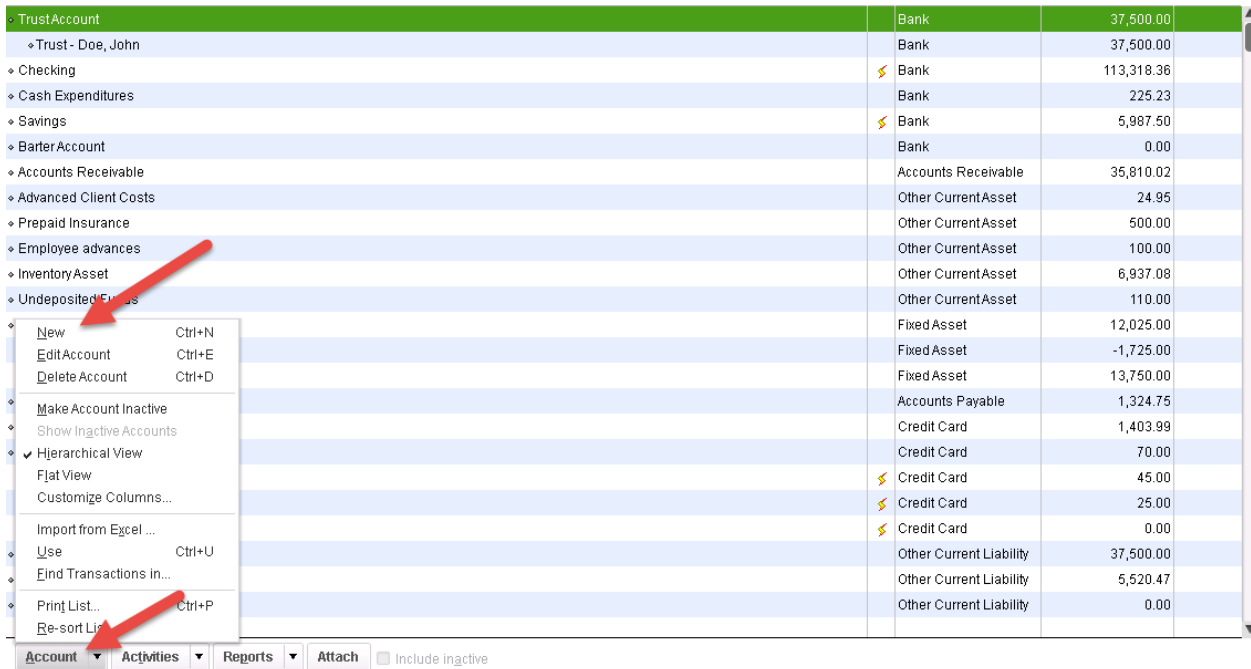 TrustAccount Bank 37,500.00
Trust - Doe, John Bank 37,500.00
Checking Bank 113,318.36
Cash Expenditures Bank 225.23
Savings Bank 5,987.50
Barter Account Bank 0.00
Accounts Receivable Accounts Receivable 35,810.02
Advanced Client Costs Other Current Asset 24.95
Prepaid Insurance Other Current Asset 500.00
Employee advances Other Current Asset 100.00
Inventory Asset Other Current Asset 6,937.08
Undeposited Funds Other Current Asset 110.00
Fixed Asset 12,025.00
Fixed Asset -1,725.00
Fixed Asset 13,750.00
Accounts Payable 1,324.75
Credit Card 1,403.99
Credit Card 70.00
Credit Card 45.00
Credit Card 25.00
Credit Card 0.00
Other Current Liability 37,500.00
Other Current Liability 5,520.47
Other Current Liability 0.00
New Ctrl+N
Edit Account Ctrl+E
Delete Account Ctrl+D
Make Account Inactive
Show Inactive Accounts
Hierarchical View
Flat View
Customize Columns...
Import from Excel ...
Use Ctrl+U
Find Transactions in...
Print List... Ctrl+P
Re-sort
Account Activities Reports Attach Include inactive